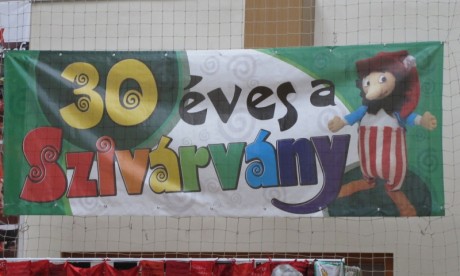 30 éves a
Szivárvány